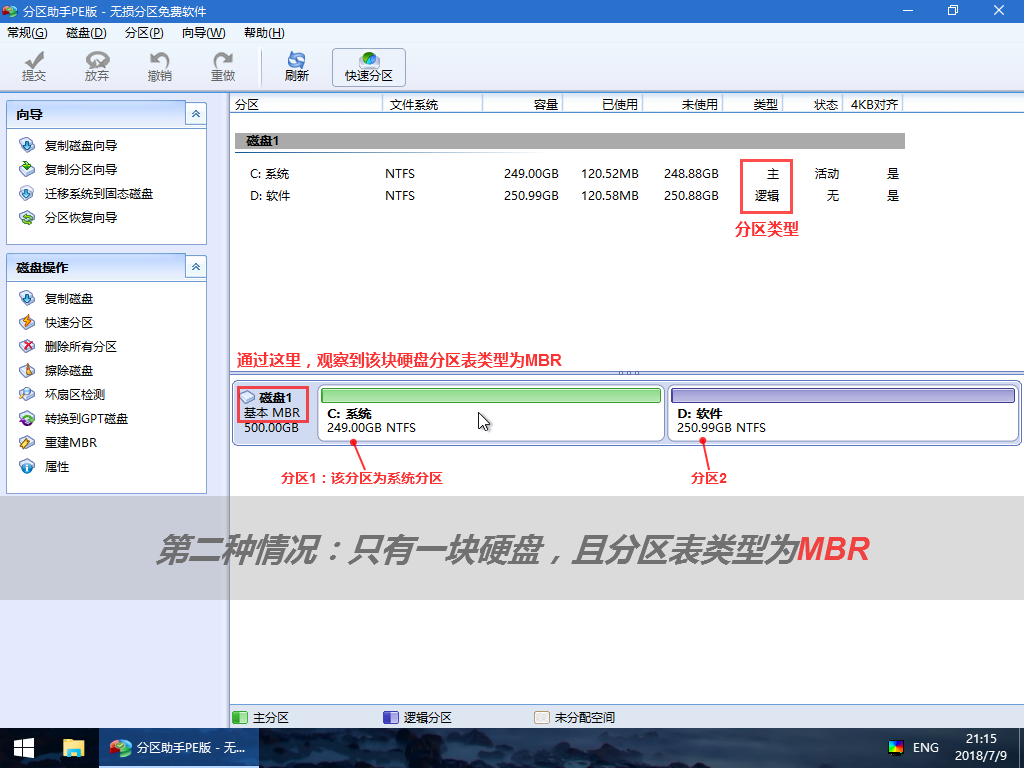 分区助手PE版 - 无损分区免费软件
常规(G) 磁盘(D) 分区(P) 向导(W) 帮助(H)
提交 放弃 撤销 重做 刷新 快速分区
向导
复制磁盘向导
复制分区向导
迁移系统到固态磁盘
分区恢复向导
磁盘操作
复制磁盘
快速分区
删除所有分区
擦除磁盘
坏扇区检测
转换到GPT磁盘
重建MBR
属性
分区 文件系统 容量 已使用 未使用 类型 状态 4KB对齐
磁盘1
C: 系统 NTFS 249.00GB 120.52MB 248.88GB 主 活动 是
D: 软件 NTFS 250.99GB 120.58MB 250.88GB 逻辑 无 是
分区类型
通过这里，观察到该块硬盘分区表类型为MBR
磁盘1
基本 MBR
500.00GB
C: 系统
249.00GB NTFS
D: 软件
250.99GB NTFS
分区1：该分区为系统分区
分区2
第二种情况：只有一块硬盘，且分区表类型为MBR
主分区 逻辑分区 未分配空间
分区助手PE版 - 无...
ENG
21:15
2018/7/9